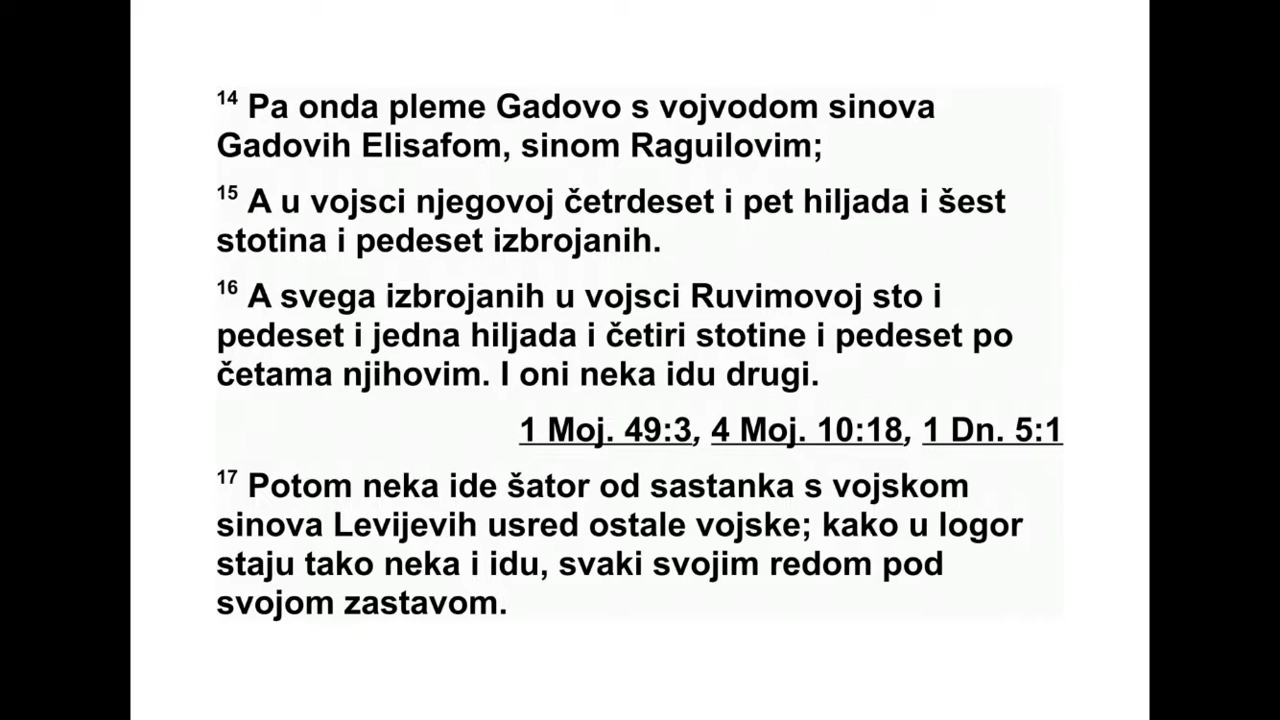 14 Pa onda pleme Gadovo s vojvodom sinova
Gadovih Elisafom, sinom Raguilovim;
15 A u vojsci njegovoj četrdeset i pet hiljada i šest
stotina i pedeset izbrojanih.
16 A svega izbrojanih u vojsci Ruvimovoj sto i
pedeset i jedna hiljada i četiri stotine i pedeset po
četama njihovim. I oni neka idu drugi.
1 Moj. 49:3, 4 Moj. 10:18, 1 Dn. 5:1
17 Potom neka ide šator od sastanka s vojskom
sinova Levijevih usred ostale vojske; kako u logor
staju tako neka i idu, svaki svojim redom pod
svojom zastavom.